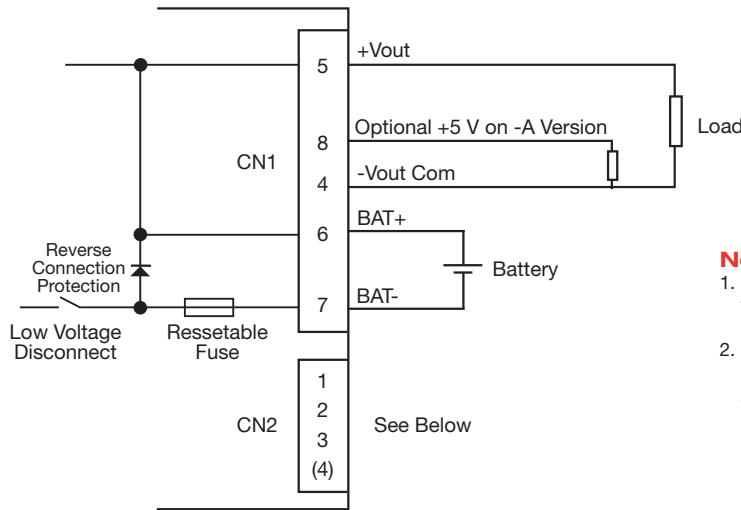 5
+Vout
8
Optional +5 V on -A Version
Load
CN1
4
-Vout Com
6
BAT+
Reverse
Connection
Protection
Battery
7
BAT-
Low Voltage
Disconnect
Ressetable
Fuse
1.
2.
1
2
CN2
See Below
3
(4)